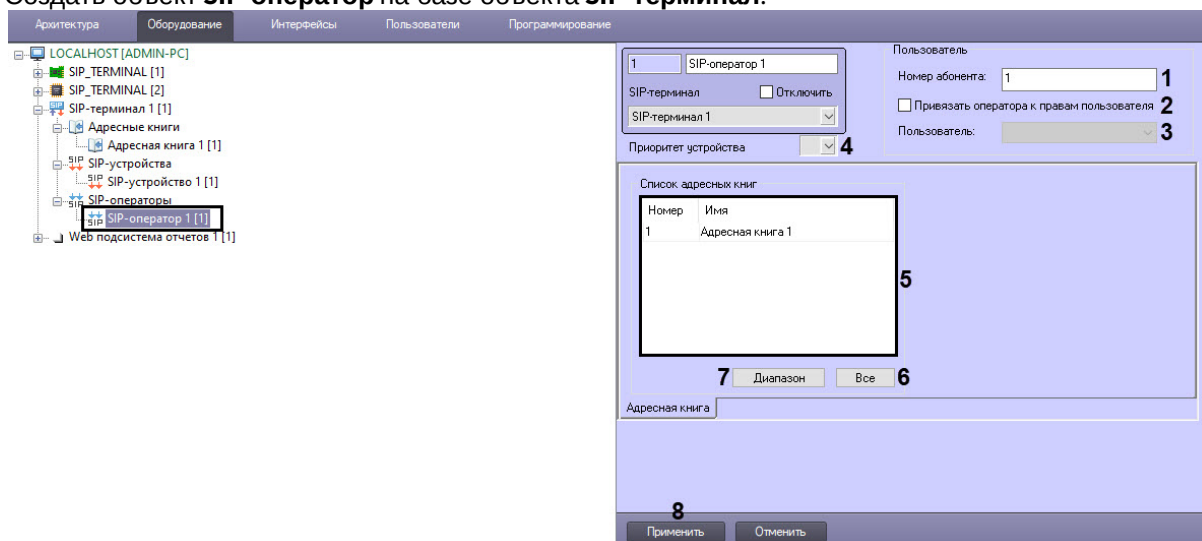 Создать объект SIP-оператор на базе объекта SIP-терминал.
Архитектура Оборудование Интерфейсы Пользователи Программирование
LOCALHOST [ADMIN-PC]
SIP_TERMINAL [1]
SIP_TERMINAL [2]
SIP-терминал 1 [1]
Адресные книги
Адресная книга 1 [1]
SIP-устройства
SIP-устройство 1 [1]
SIP-операторы
SIP-оператор 1 [1]
Web подсистема отчетов 1 [1]
1 SIP-оператор 1
SIP-терминал Отключить
SIP-терминал 1
Приоритет устройства 4
Пользователь
Номер абонента: 1 1
Привязать оператора к правам пользователя 2
Пользователь: 3
Список адресных книг
Номер Имя
1 Адресная книга 1
5
7 Диапазон Все 6
Адресная книга
8
Применить Отменить